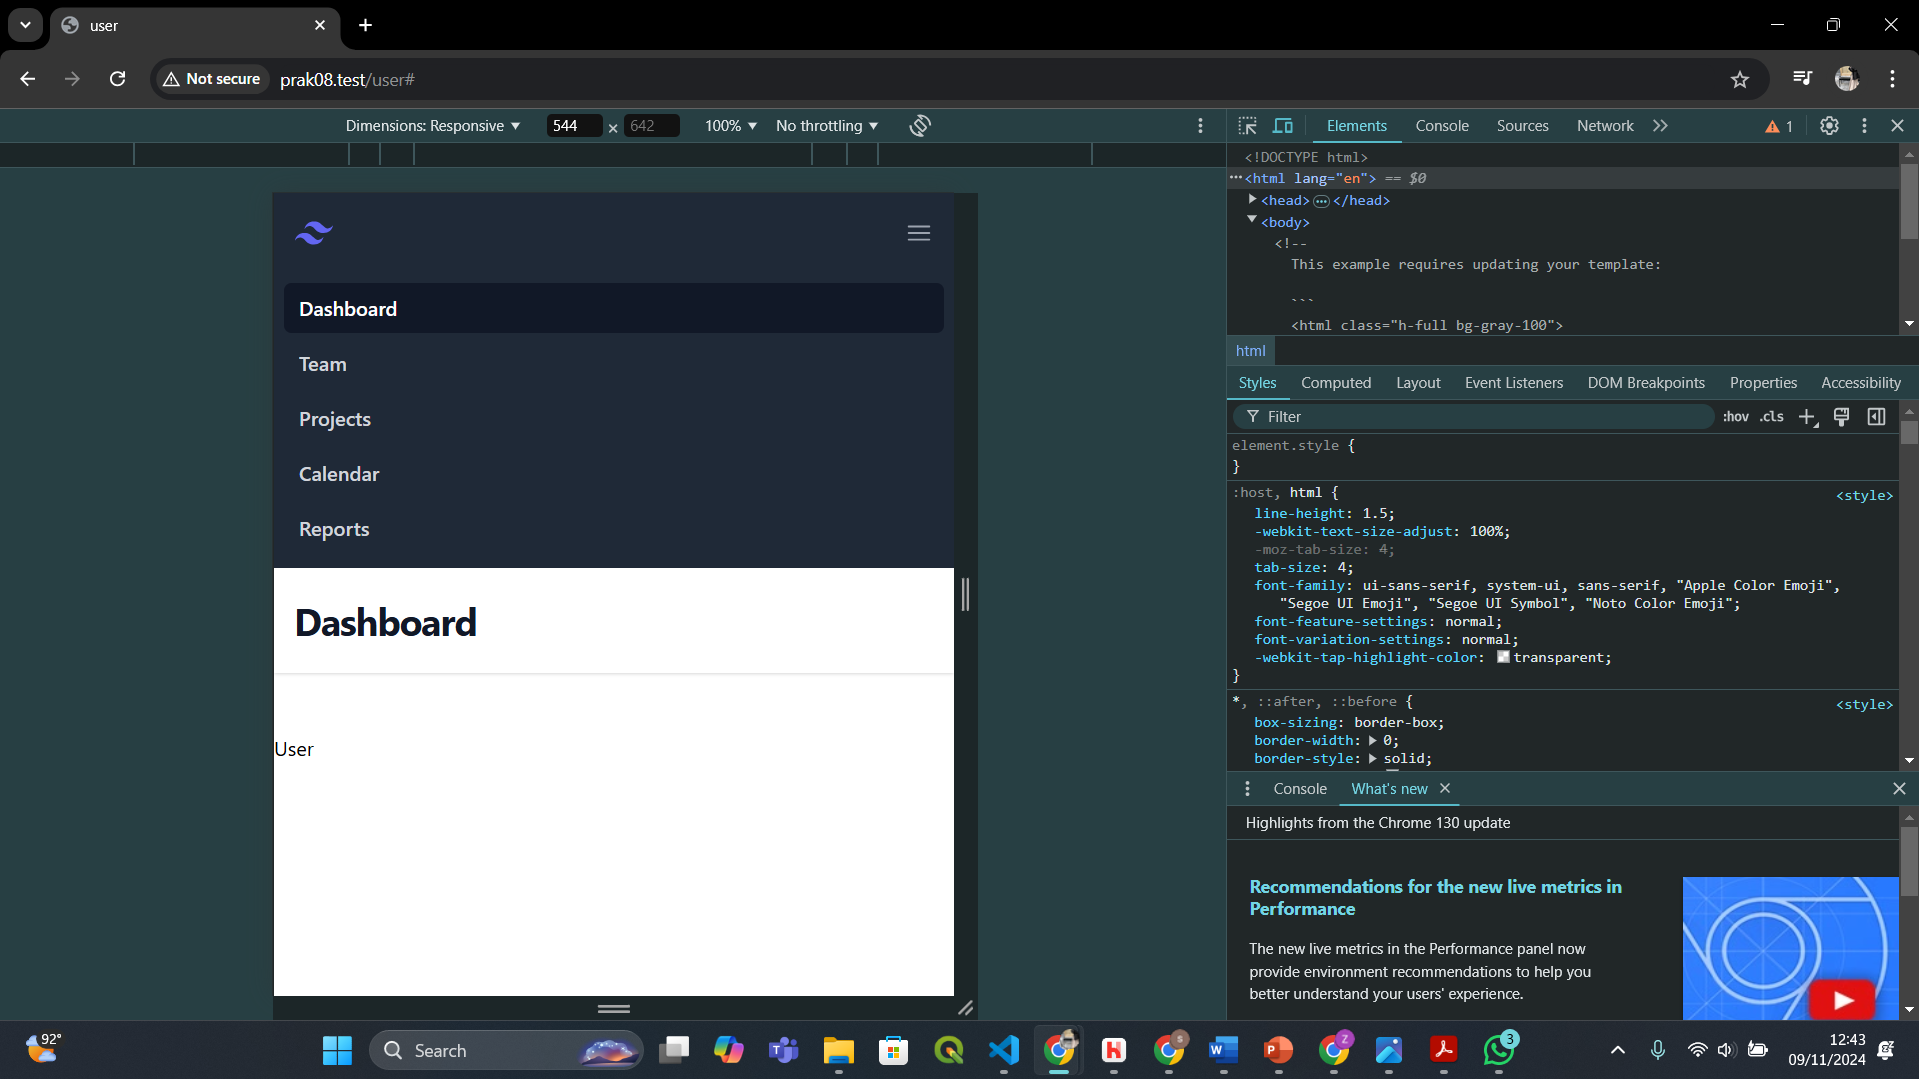 user
Not secure
prak08.test/user#
Dimensions: Responsive
544 x 642
100%
No throttling
Elements
Console
Sources
Network
1
<!DOCTYPE html>
<html lang="en"> == $0
<head> </head>
<body>
<!--
This example requires updating your template:
```
<html class="h-full bg-gray-100">
html
Styles
Computed
Layout
Event Listeners
DOM Breakpoints
Properties
Accessibility
Filter
:hov
.cls
element.style {
}
:host, html {
<style>
line-height: 1.5;
-webkit-text-size-adjust: 100%;
-moz-tab-size: 4;
tab-size: 4;
font-family: ui-sans-serif, system-ui, sans-serif, "Apple Color Emoji",
"Segoe UI Emoji", "Segoe UI Symbol", "Noto Color Emoji";
font-feature-settings: normal;
font-variation-settings: normal;
-webkit-tap-highlight-color: transparent;
}
*, ::after, ::before {
<style>
box-sizing: border-box;
border-width: 0;
border-style: solid;
Console
What's new
Highlights from the Chrome 130 update
Recommendations for the new live metrics in
Performance
The new live metrics in the Performance panel now
provide environment recommendations to help you
better understand your users' experience.
Dashboard
Team
Projects
Calendar
Reports
Dashboard
User
92°
Search
S
Z
3
12:43
09/11/2024